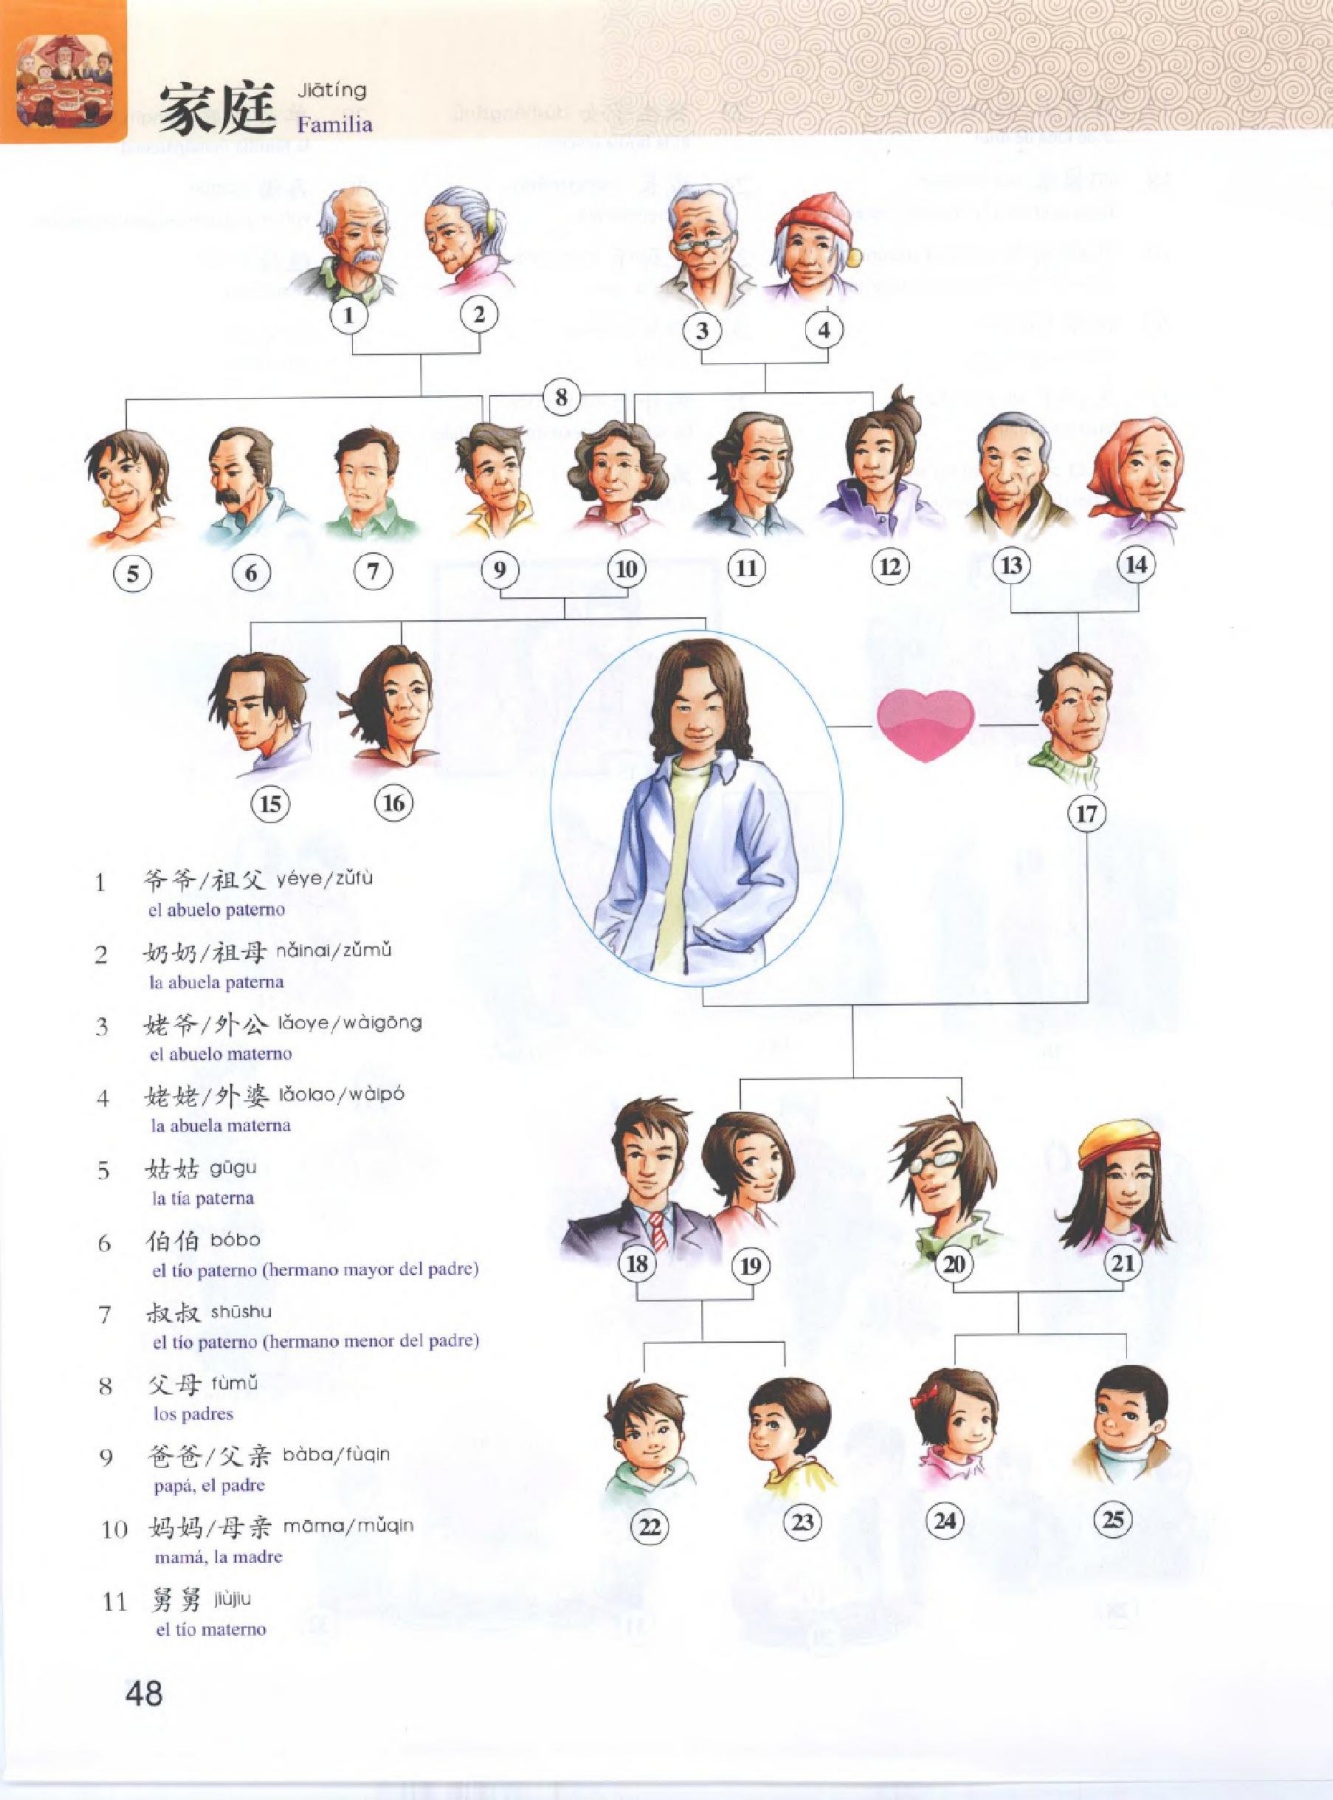 家庭
Jiātíng
Familia
1
2
3
4
8
5
6
7
9
10
11
12
13
14
15
16
17
1 爷爷/祖父 yéye/zǔfù
el abuelo paterno
2 奶奶/祖母 nǎinai/zǔmǔ
la abuela paterna
3 姥爷/外公 lǎoye/wàigōng
el abuelo materno
4 姥姥/外婆 lǎolao/wàipó
la abuela materna
5 姑姑 gūgu
la tía paterna
6 伯伯 bóbo
el tío paterno (hermano mayor del padre)
7 叔叔 shūshu
el tío paterno (hermano menor del padre)
8 父母 fùmǔ
los padres
9 爸爸/父亲 bàba/fùqin
papá, el padre
10 妈妈/母亲 māma/mǔqin
mamá, la madre
11 舅舅 jiùjiu
el tío materno
18
19
20
21
22
23
24
25
48